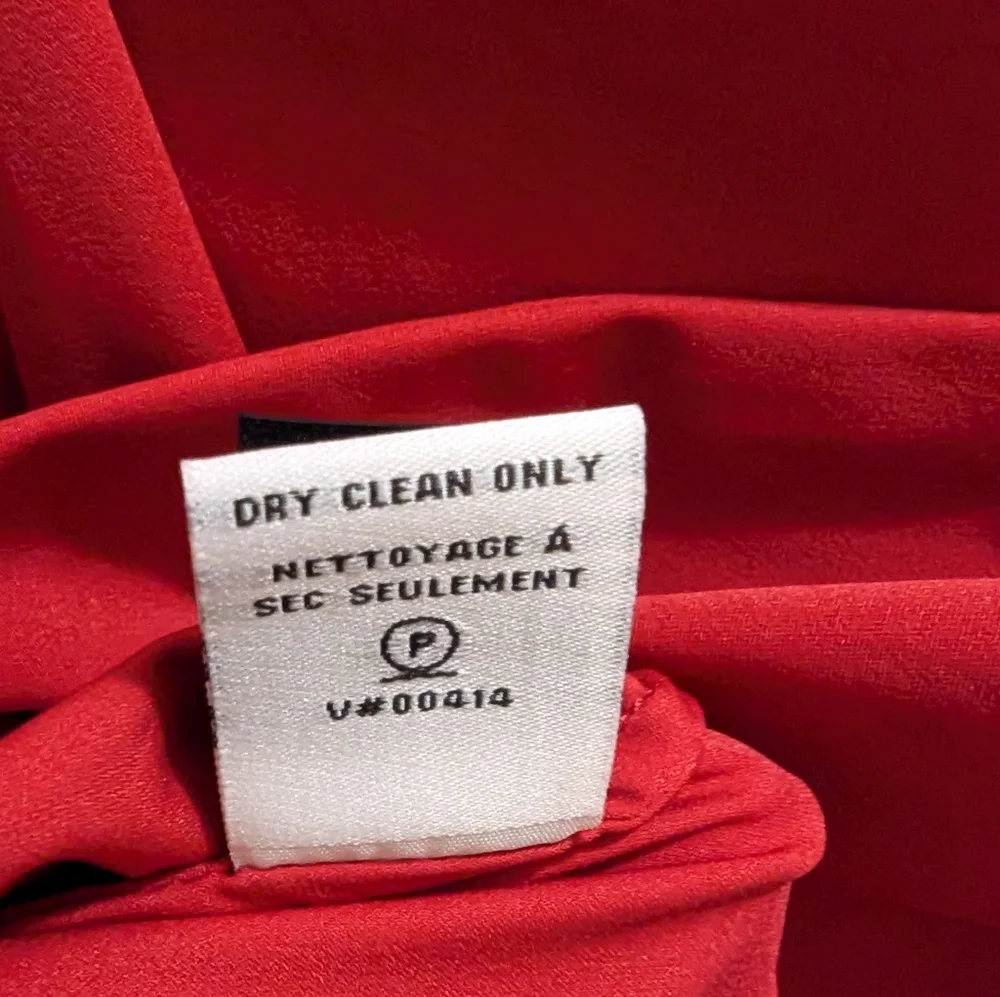 DRY CLEAN ONLY
NETTOYAGE À
SEC SEULEMENT
P
V#00414